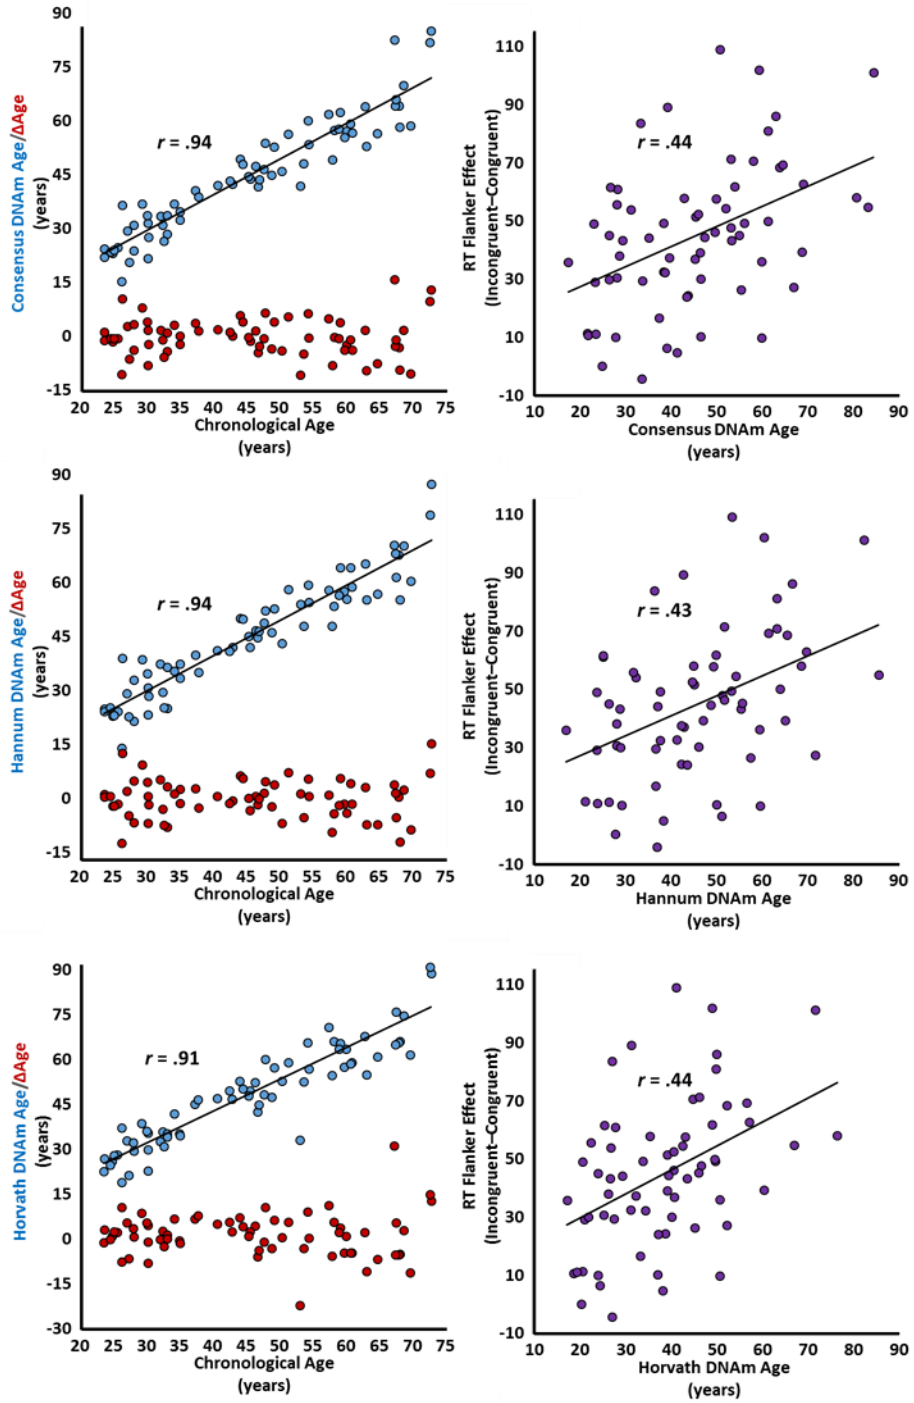 90
75
60
45
30
15
0
-15
Consensus DNAm Age/ΔAge
(years)
r = .94
20 25 30 35 40 45 50 55 60 65 70 75
Chronological Age
(years)
110
90
70
50
30
10
-10
RT Flanker Effect
(Incongruent–Congruent)
r = .44
10 20 30 40 50 60 70 80 90
Consensus DNAm Age
(years)
90
75
60
45
30
15
0
-15
Hannum DNAm Age/ΔAge
(years)
r = .94
20 25 30 35 40 45 50 55 60 65 70 75
Chronological Age
(years)
110
90
70
50
30
10
-10
RT Flanker Effect
(Incongruent–Congruent)
r = .43
10 20 30 40 50 60 70 80 90
Hannum DNAm Age
(years)
90
75
60
45
30
15
0
-15
-30
Horvath DNAm Age/ΔAge
(years)
r = .91
20 25 30 35 40 45 50 55 60 65 70 75
Chronological Age
(years)
110
90
70
50
30
10
-10
RT Flanker Effect
(Incongruent–Congruent)
r = .44
10 20 30 40 50 60 70 80 90
Horvath DNAm Age
(years)